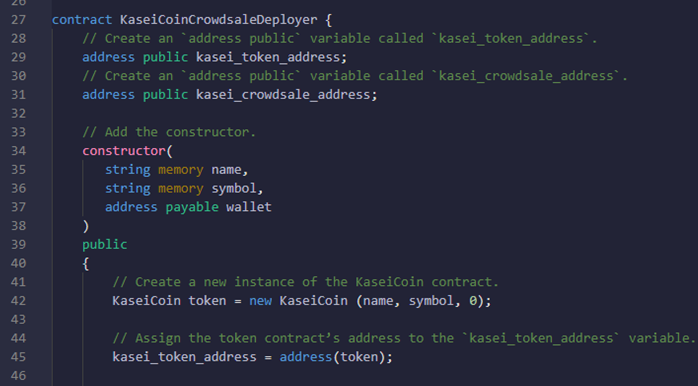 26
27 contract KaseiCoinCrowdsaleDeployer {
28 // Create an `address public` variable called `kasei_token_address`.
29 address public kasei_token_address;
30 // Create an `address public` variable called `kasei_crowdsale_address`.
31 address public kasei_crowdsale_address;
32
33 // Add the constructor.
34 constructor(
35 string memory name,
36 string memory symbol,
37 address payable wallet
38 )
39 public
40 {
41 // Create a new instance of the KaseiCoin contract.
42 KaseiCoin token = new KaseiCoin (name, symbol, 0);
43
44 // Assign the token contract’s address to the `kasei_token_address` variable.
45 kasei_token_address = address(token);
46